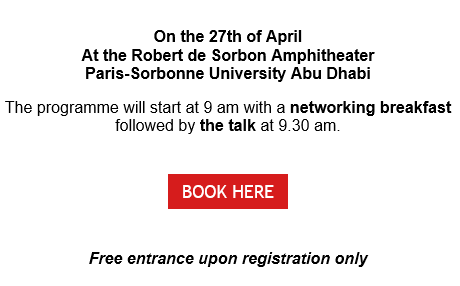 On the 27th of April
At the Robert de Sorbon Amphitheater
Paris-Sorbonne University Abu Dhabi
The programme will start at 9 am with a networking breakfast
followed by the talk at 9.30 am.
BOOK HERE
Free entrance upon registration only